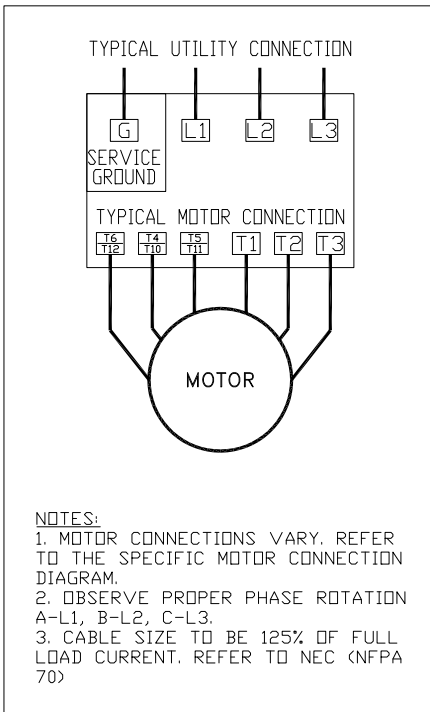 TYPICAL UTILITY CONNECTION
G L1 L2 L3
SERVICE
GROUND
TYPICAL MOTOR CONNECTION
T6 T4 T5 T1 T2 T3
T12 T10 T11
MOTOR
NOTES:
1. MOTOR CONNECTIONS VARY. REFER
TO THE SPECIFIC MOTOR CONNECTION
DIAGRAM.
2. OBSERVE PROPER PHASE ROTATION
A-L1, B-L2, C-L3.
3. CABLE SIZE TO BE 125% OF FULL
LOAD CURRENT. REFER TO NEC (NFPA
70)